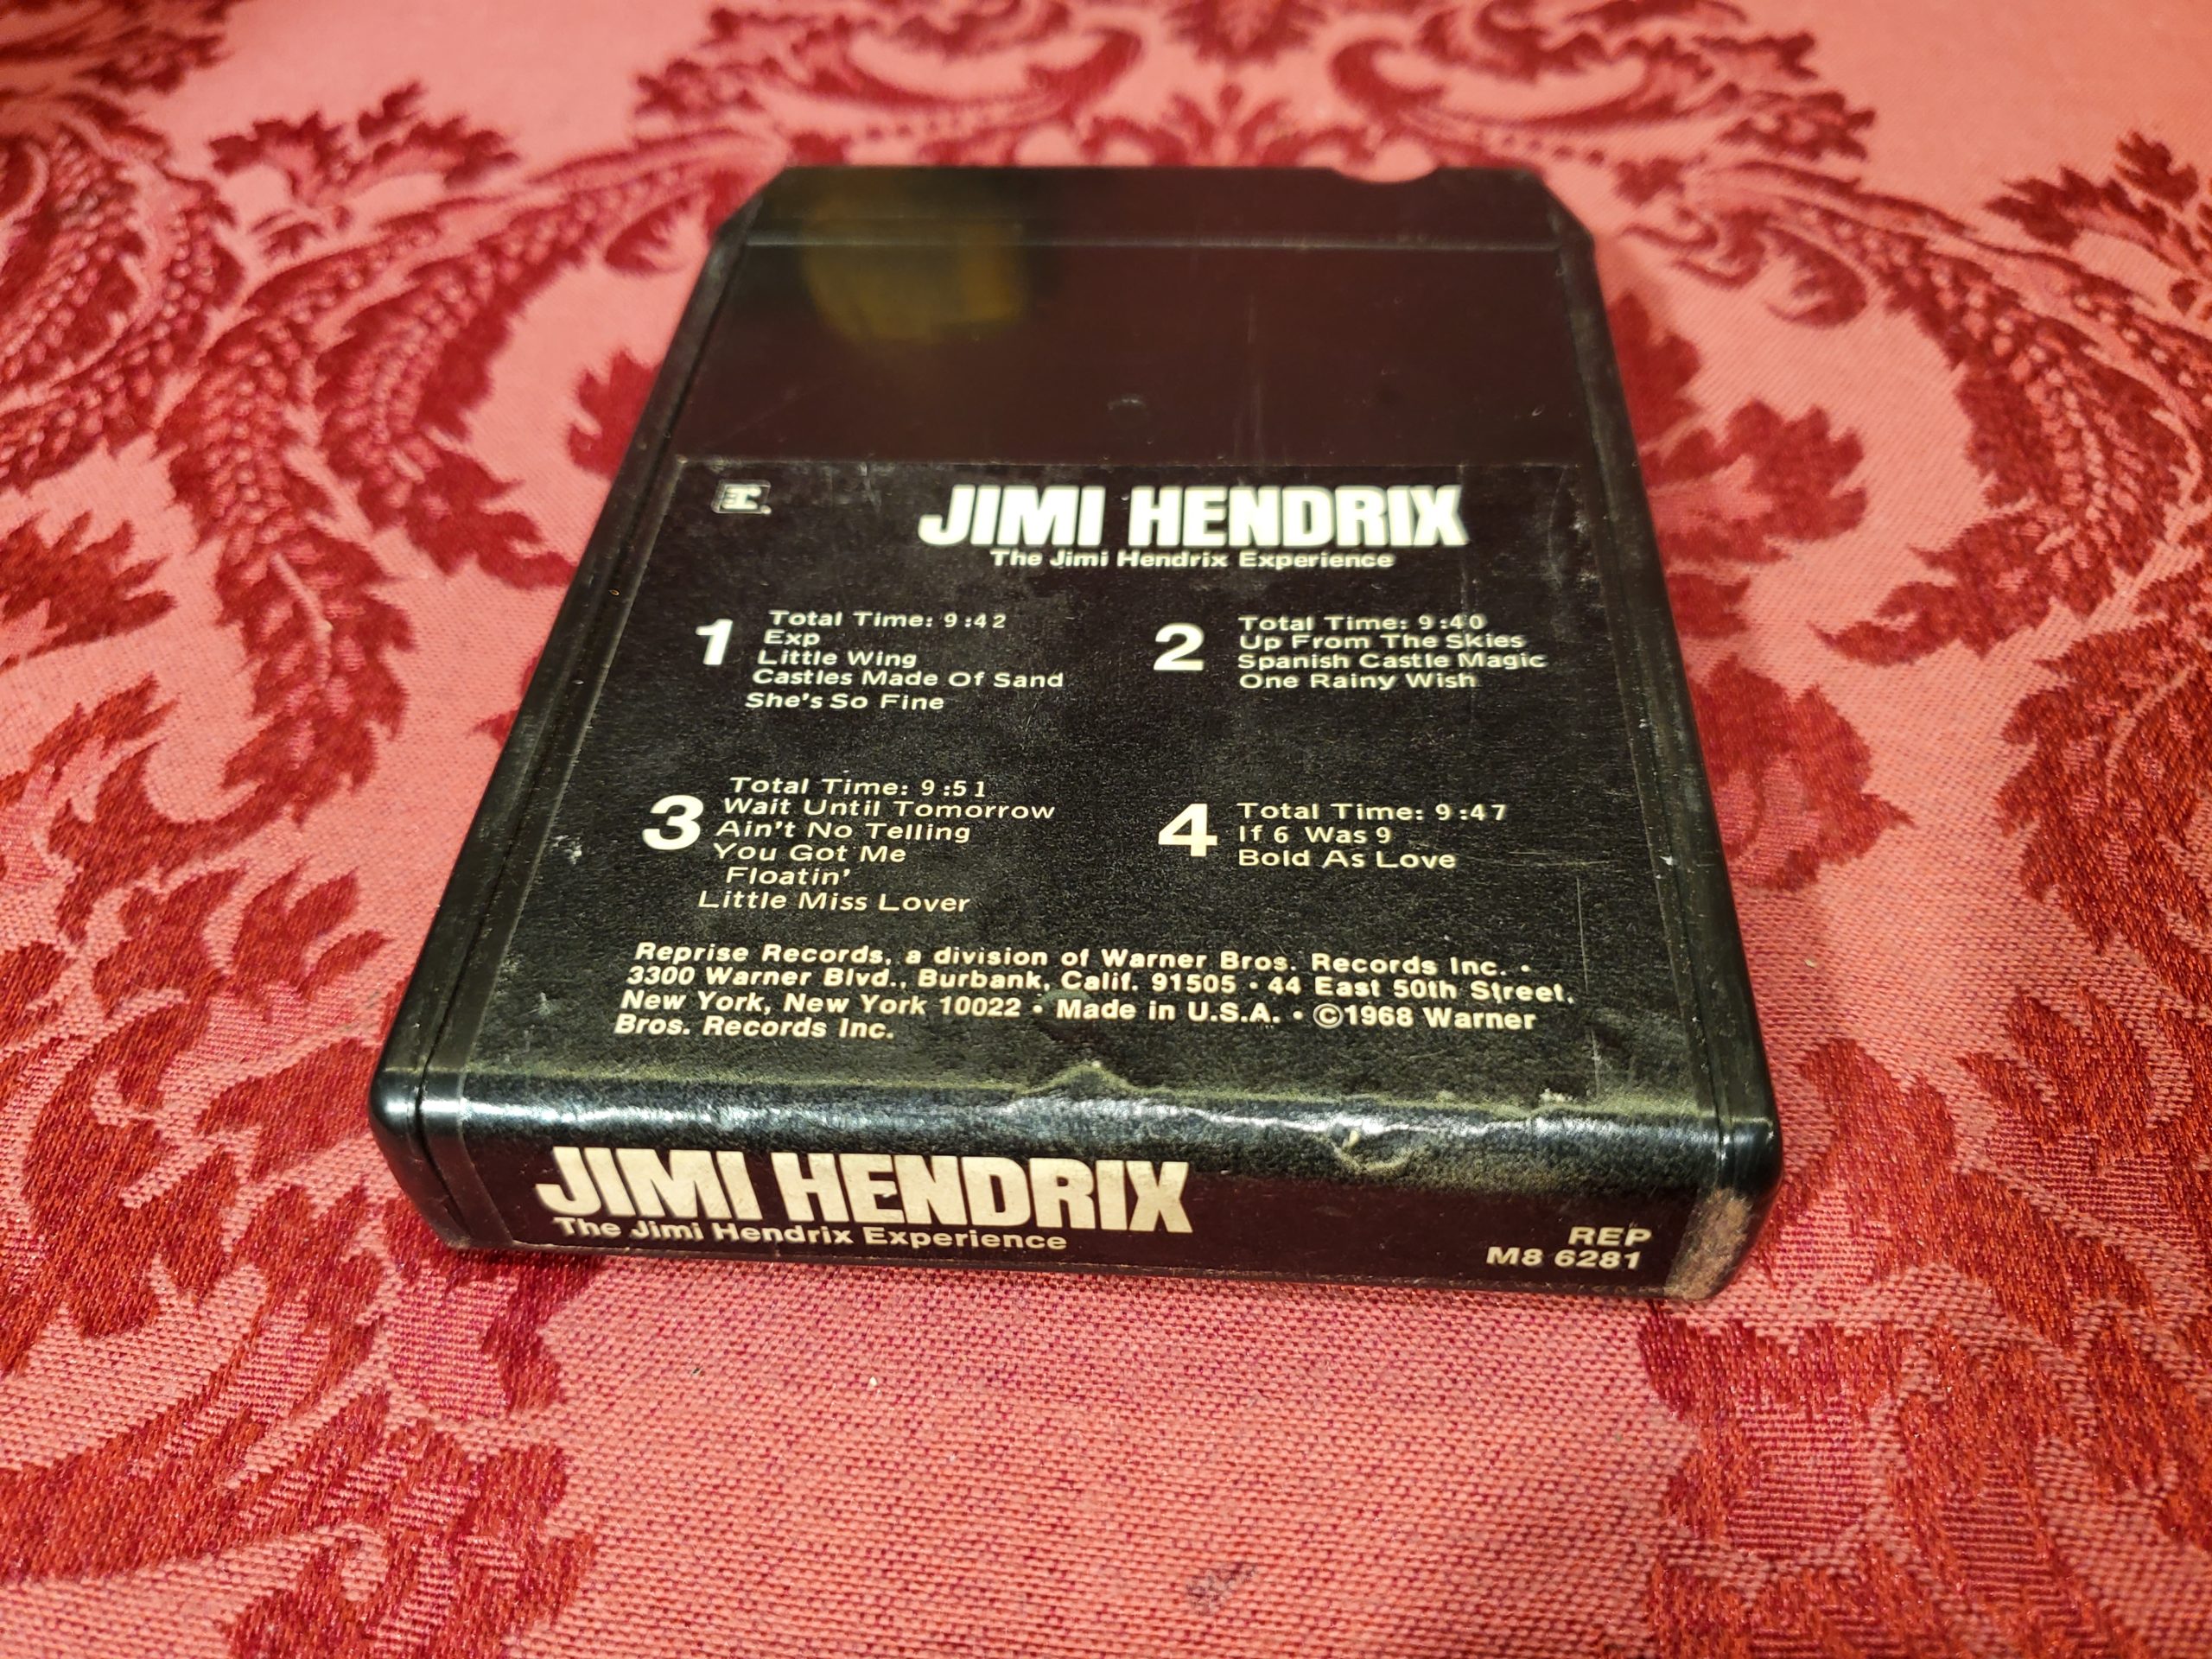 JIMI HENDRIX
The Jimi Hendrix Experience
1
Total Time: 9:42
Exp
Little Wing
Castles Made Of Sand
She's So Fine
2
Total Time: 9:40
Up From The Skies
Spanish Castle Magic
One Rainy Wish
3
Total Time: 9:51
Wait Until Tomorrow
Ain't No Telling
You Got Me
Floatin'
Little Miss Lover
4
Total Time: 9:47
If 6 Was 9
Bold As Love
Reprise Records, a division of Warner Bros. Records Inc. •
3300 Warner Blvd., Burbank, Calif. 91505 • 44 East 50th Street,
New York, New York 10022 • Made in U.S.A. • ©1968 Warner
Bros. Records Inc.
JIMI HENDRIX
The Jimi Hendrix Experience
REP
M8 6281